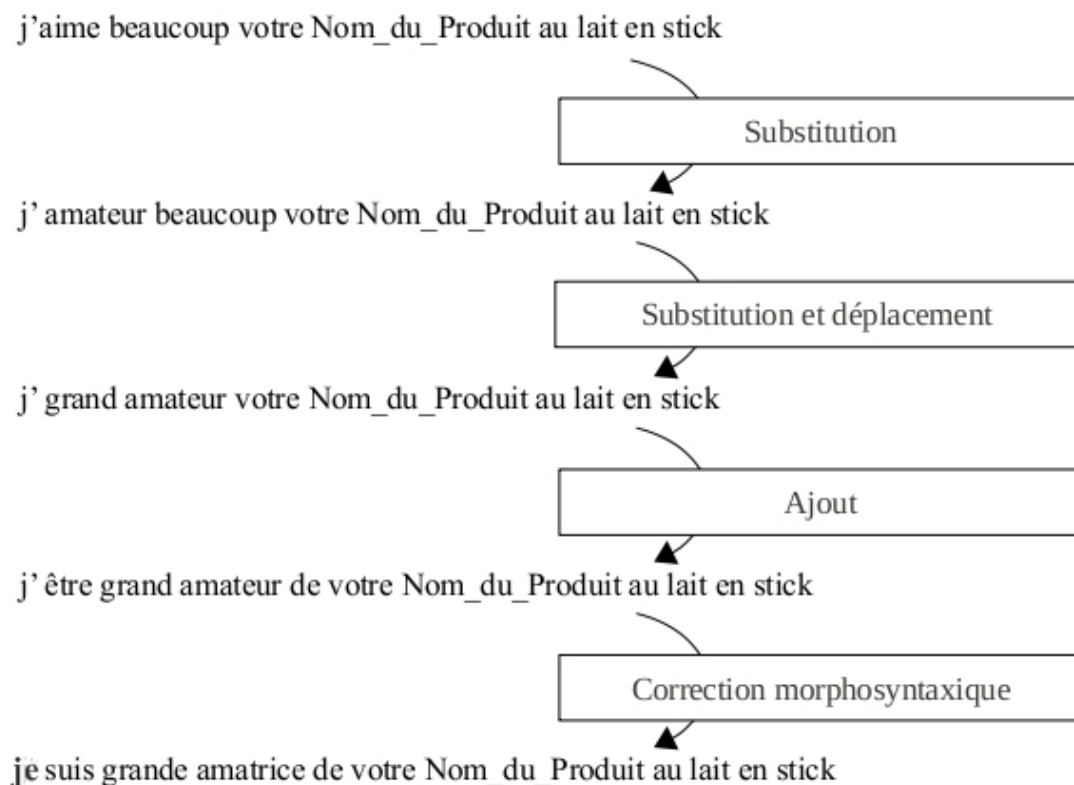 j’aime beaucoup votre Nom_du_Produit au lait en stick
Substitution
j’ amateur beaucoup votre Nom_du_Produit au lait en stick
Substitution et déplacement
j’ grand amateur votre Nom_du_Produit au lait en stick
Ajout
j’ être grand amateur de votre Nom_du_Produit au lait en stick
Correction morphosyntaxique
je suis grande amatrice de votre Nom_du_Produit au lait en stick